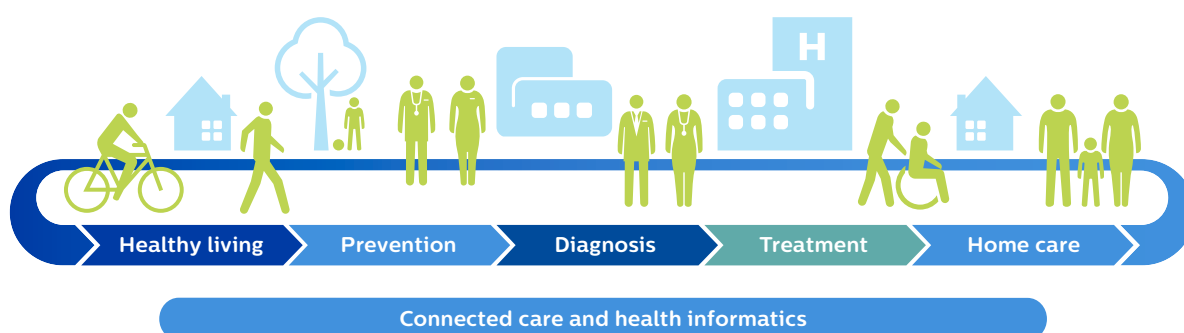 H
Healthy living
Prevention
Diagnosis
Treatment
Home care
Connected care and health informatics